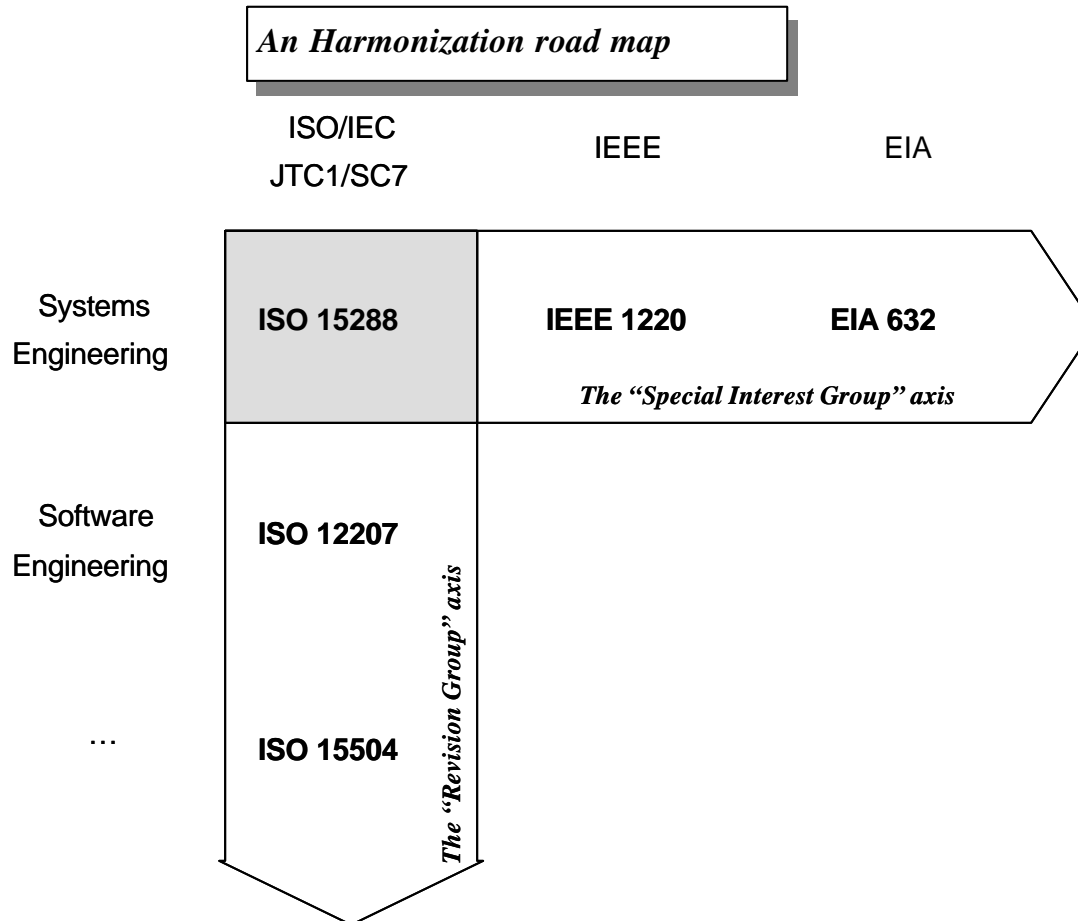 An Harmonization road map
ISO/IEC
JTC1/SC7
IEEE
EIA
Systems
Engineering
ISO 15288
IEEE 1220
EIA 632
The “Special Interest Group” axis
Software
Engineering
ISO 12207
The “Revision Group” axis
…
ISO 15504